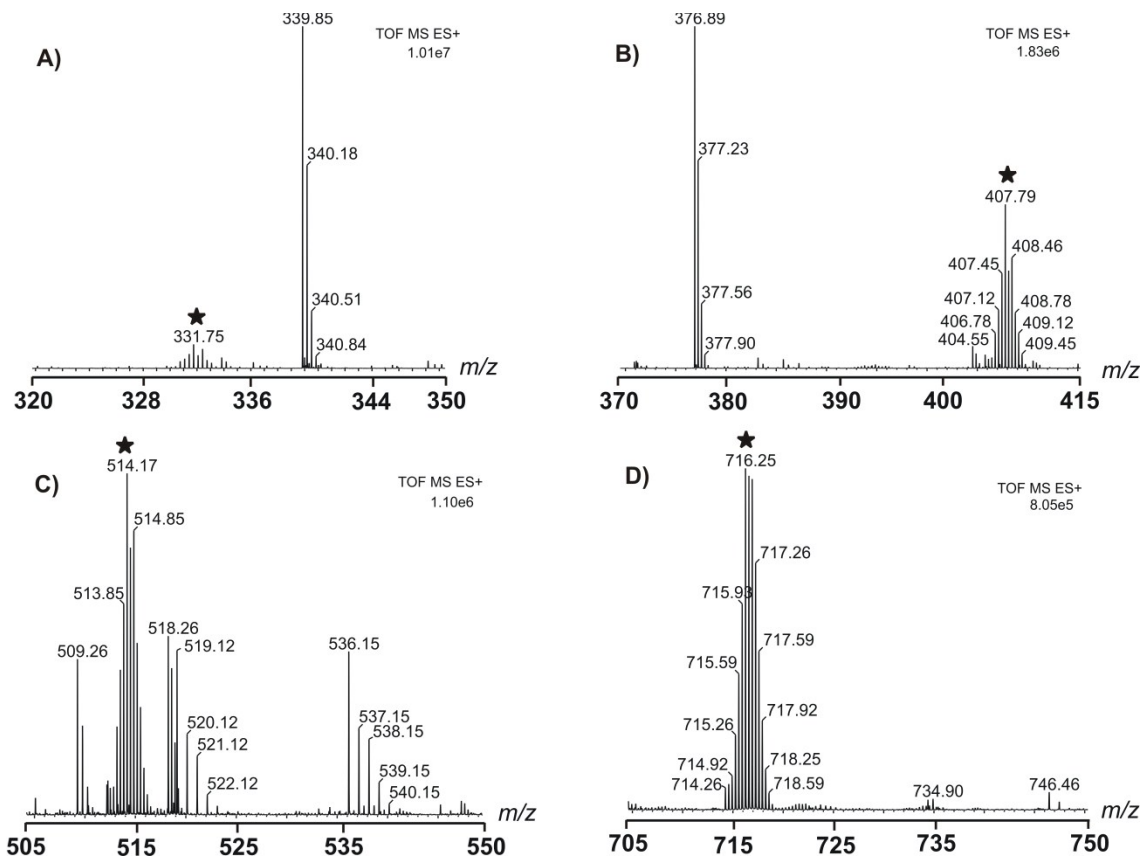 339.85
TOF MS ES+
1.01e7
A)
340.18
340.51
331.75
340.84
m/z
320 328 336 344 350
376.89
TOF MS ES+
1.83e6
B)
377.23
407.79
408.46
407.45
377.56
407.12 408.78
406.78 409.12
377.90 404.55 409.45
m/z
370 380 390 400 415
514.17
C)
TOF MS ES+
1.10e6
514.85
513.85
518.26
519.12
509.26
536.15
520.12 537.15
538.15
521.12
539.15
522.12 540.15
m/z
505 515 525 535 550
716.25
D)
TOF MS ES+
8.05e5
717.26
715.93
717.59
715.59
717.92
715.26
718.25
714.92
714.26 718.59 734.90 746.46
m/z
705 715 725 735 750